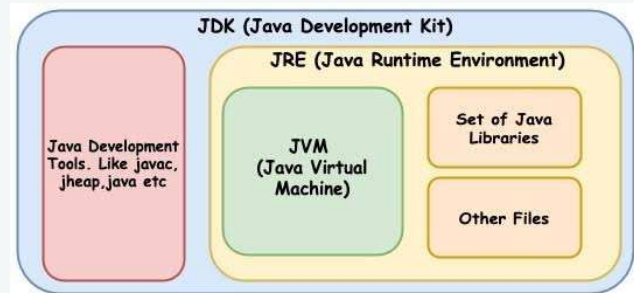 JDK (Java Development Kit)
JRE (Java Runtime Environment)
Java Development
Tools. Like javac,
jheap,java etc
JVM
(Java Virtual
Machine)
Set of Java
Libraries
Other Files